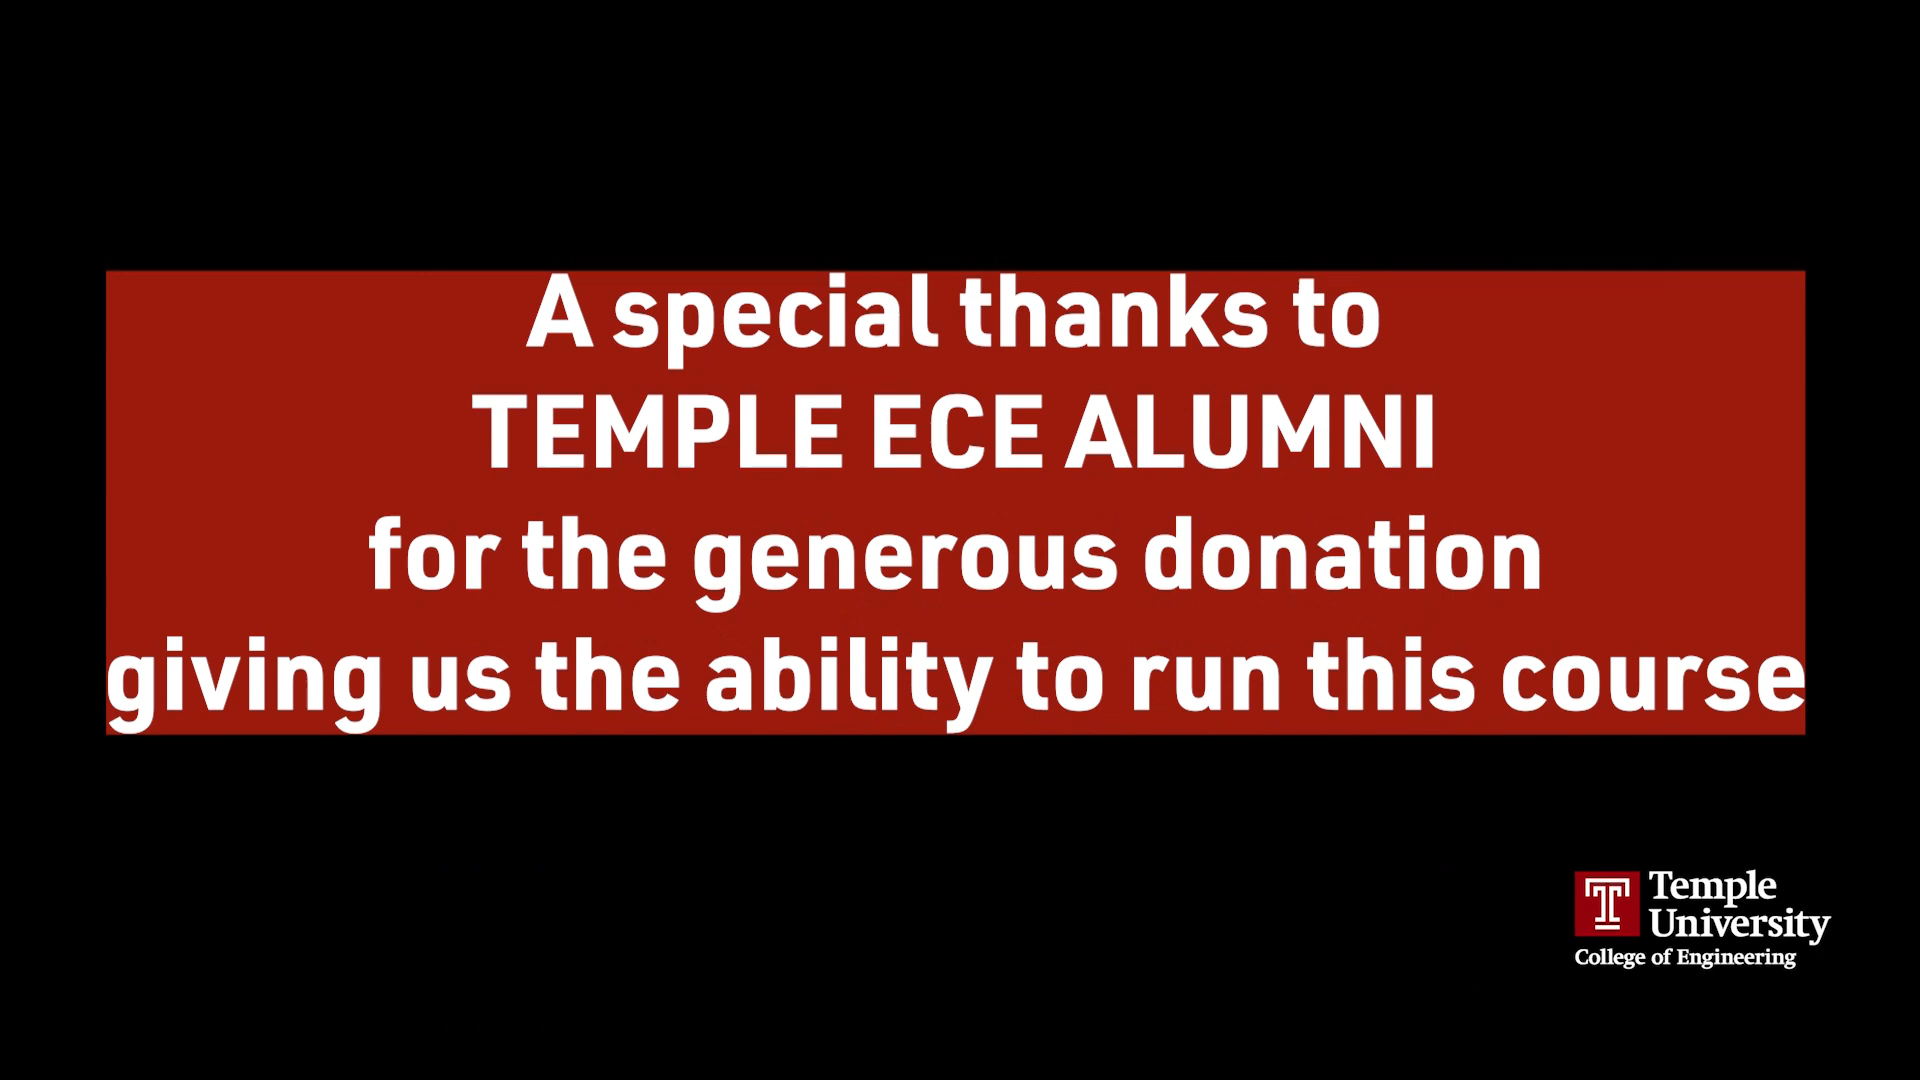 A special thanks to
TEMPLE ECE ALUMNI
for the generous donation
giving us the ability to run this course
T Temple
University
College of Engineering